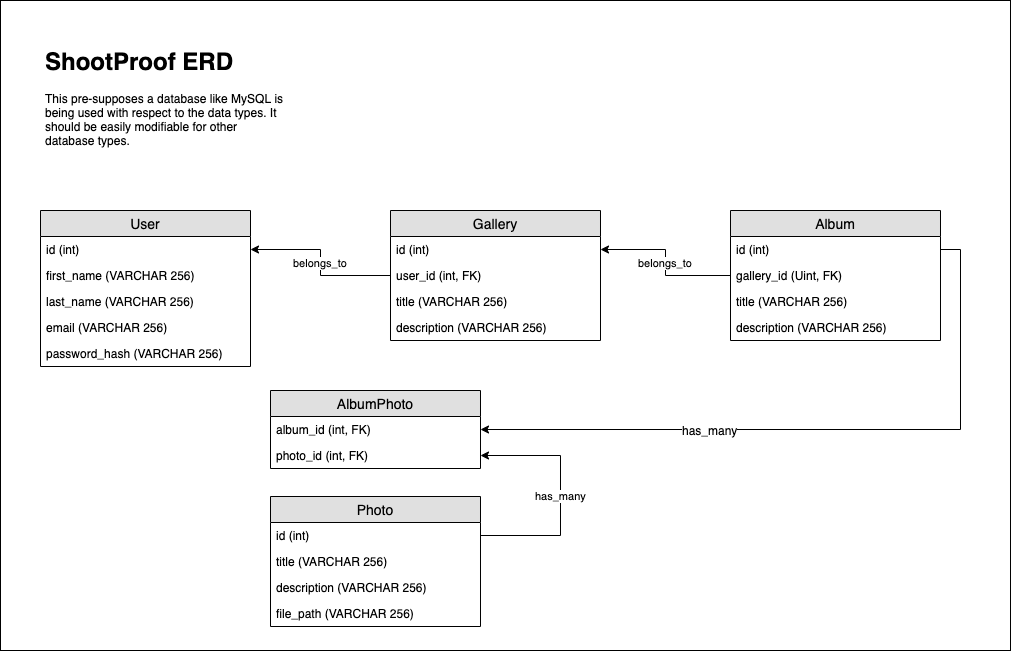 ShootProof ERD
This pre-supposes a database like MySQL is
being used with respect to the data types. It
should be easily modifiable for other
database types.
User
id (int)
first_name (VARCHAR 256)
last_name (VARCHAR 256)
email (VARCHAR 256)
password_hash (VARCHAR 256)
belongs_to
Gallery
id (int)
user_id (int, FK)
title (VARCHAR 256)
description (VARCHAR 256)
belongs_to
Album
id (int)
gallery_id (Uint, FK)
title (VARCHAR 256)
description (VARCHAR 256)
AlbumPhoto
album_id (int, FK)
photo_id (int, FK)
has_many
has_many
Photo
id (int)
title (VARCHAR 256)
description (VARCHAR 256)
file_path (VARCHAR 256)